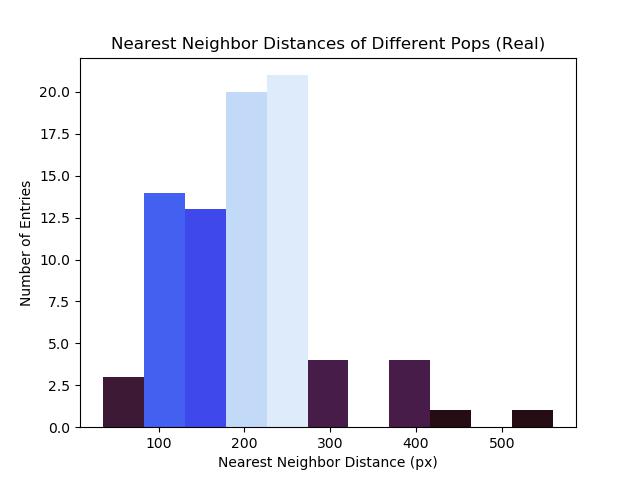 Nearest Neighbor Distances of Different Pops (Real)
Number of Entries
20.0
17.5
15.0
12.5
10.0
7.5
5.0
2.5
0.0
100 200 300 400 500
Nearest Neighbor Distance (px)